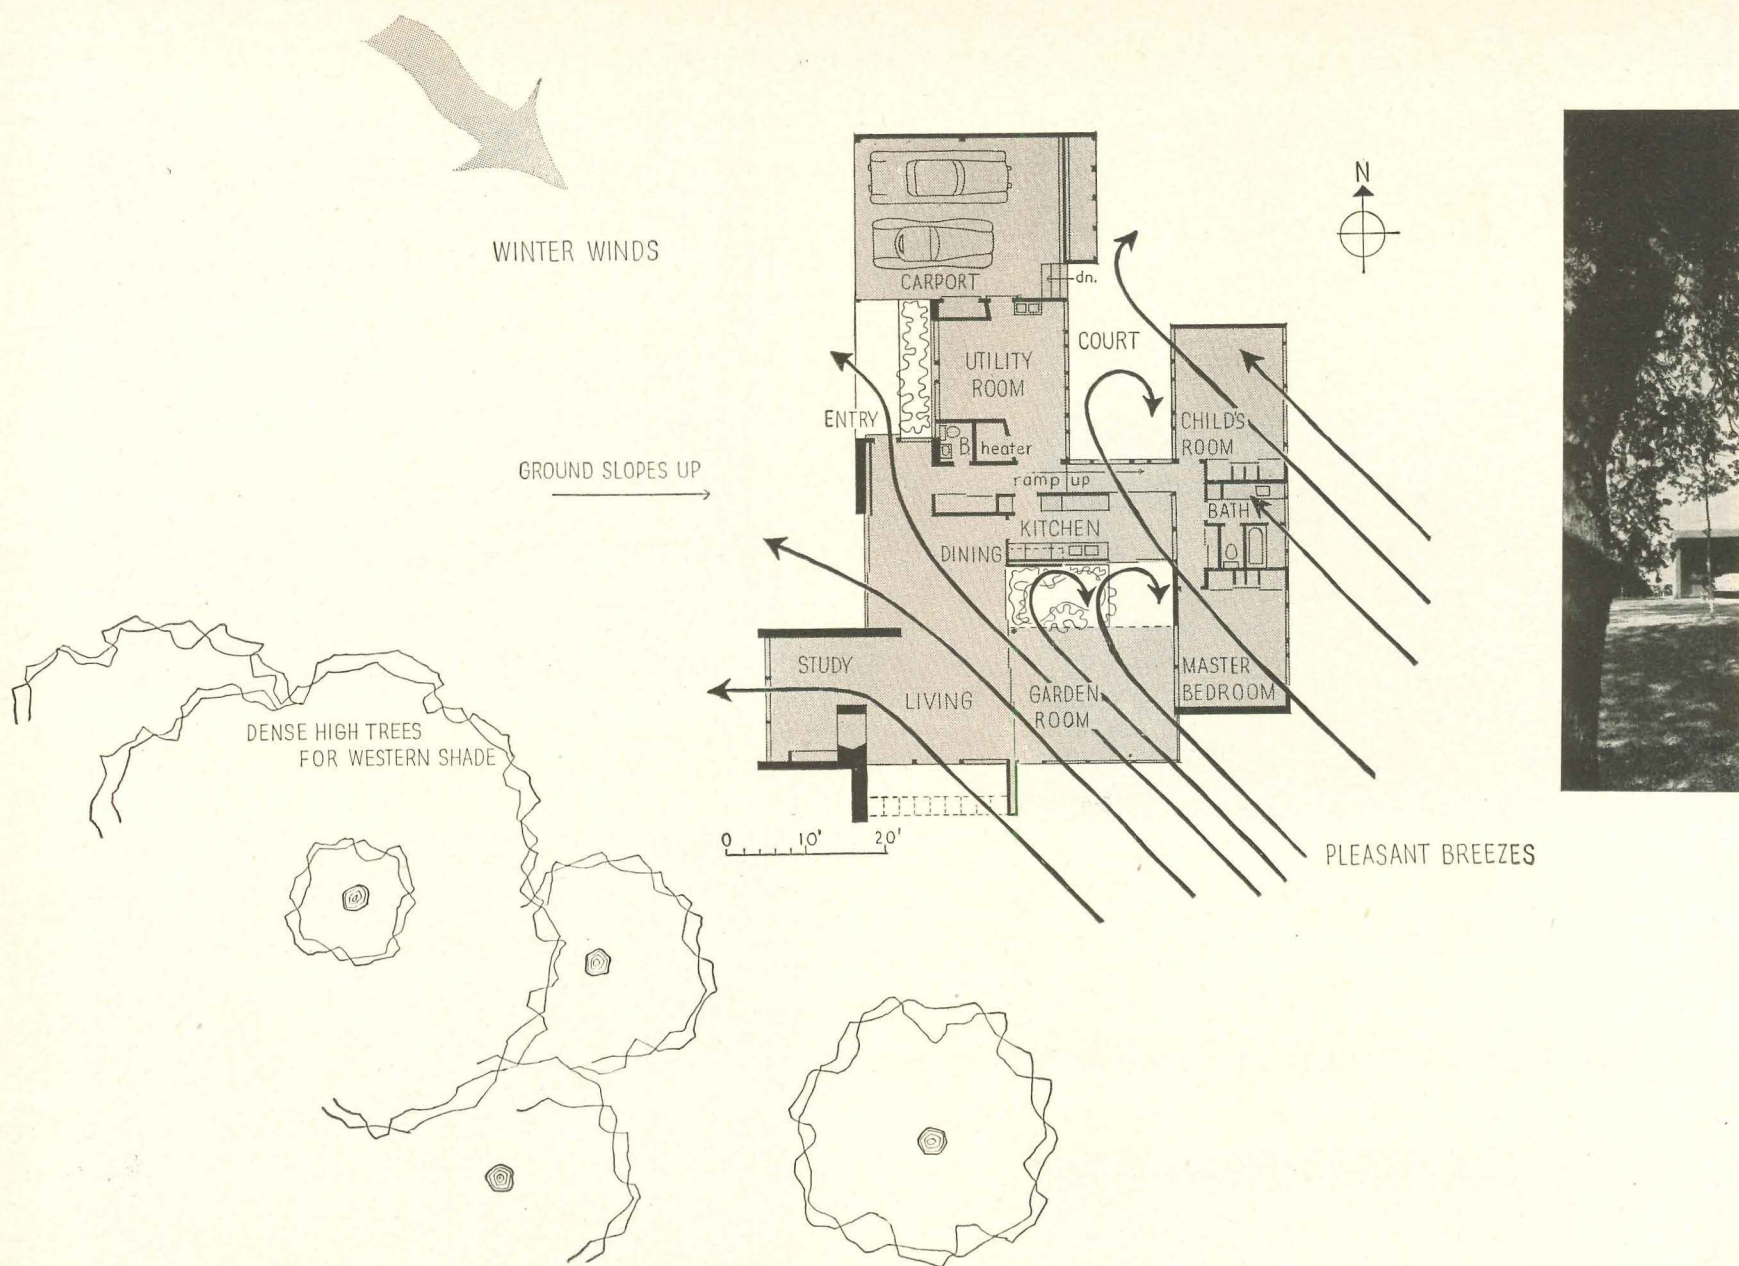 WINTER WINDS
N
CARPORT
dn.
COURT
UTILITY
ROOM
ENTRY
CHILD'S
ROOM
B.
heater
GROUND SLOPES UP
ramp up
BATH
KITCHEN
DINING
STUDY
MASTER
BEDROOM
LIVING
GARDEN
ROOM
DENSE HIGH TREES
FOR WESTERN SHADE
0 10' 20'
PLEASANT BREEZES